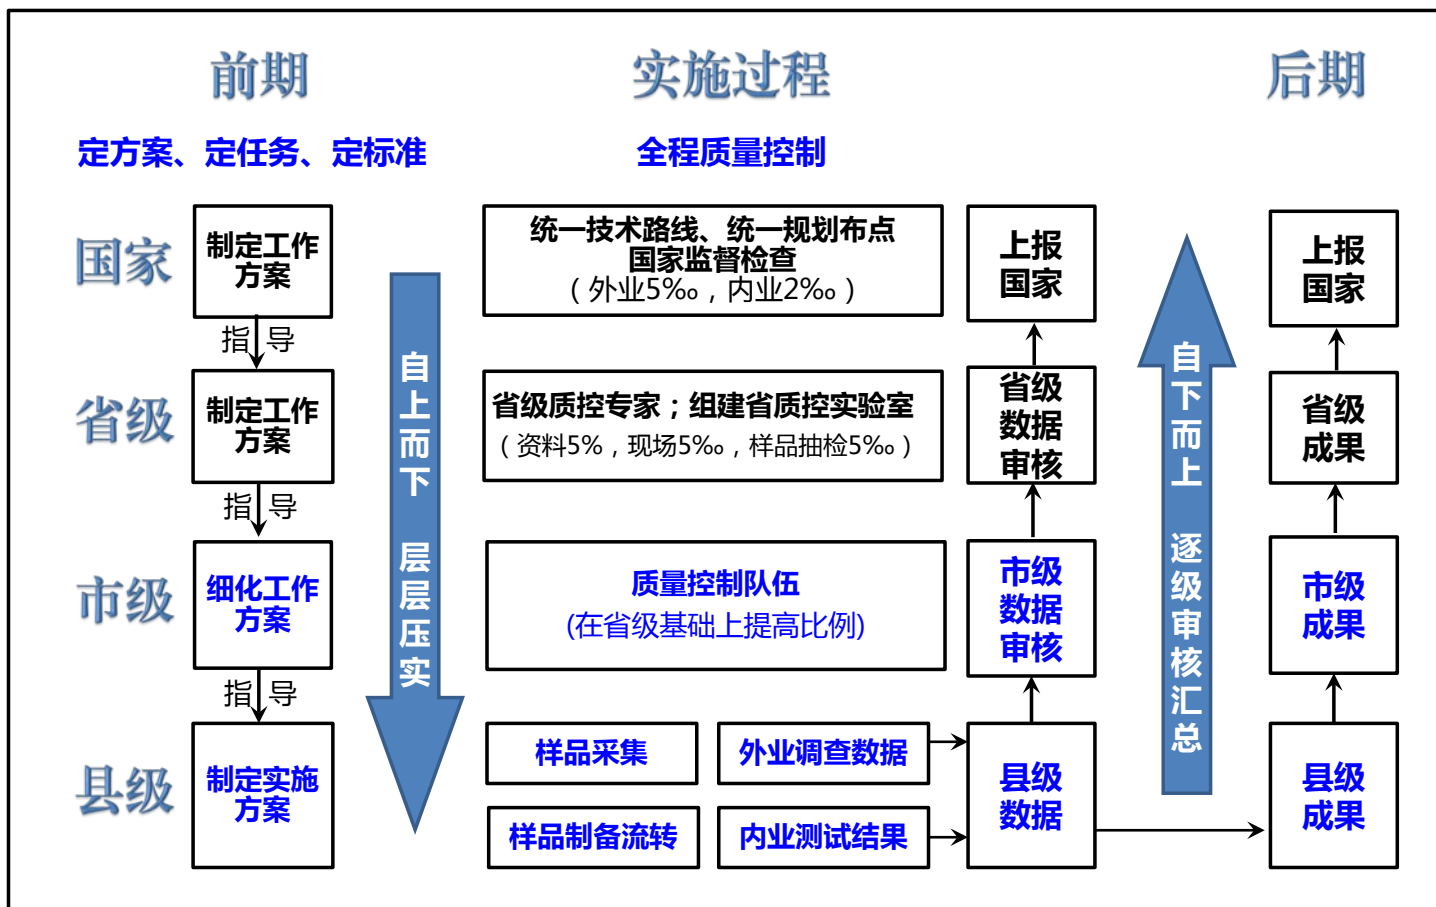 前期
实施过程
后期
定方案、定任务、定标准
全程质量控制
国家
制定工作
方案
统一技术路线、统一规划布点
国家监督检查
（外业5‰，内业2‰）
上报
国家
上报
国家
指导
省级
制定工作
方案
省级质控专家；组建省质控实验室
（资料5%，现场5‰，样品抽检5‰）
省级
数据
审核
省级
成果
指导
市级
细化工作
方案
质量控制队伍
(在省级基础上提高比例)
市级
数据
审核
市级
成果
指导
县级
制定实施
方案
样品采集
外业调查数据
样品制备流转
内业测试结果
县级
数据
县级
成果
自上而下 层层压实
自下而上 逐级审核汇总